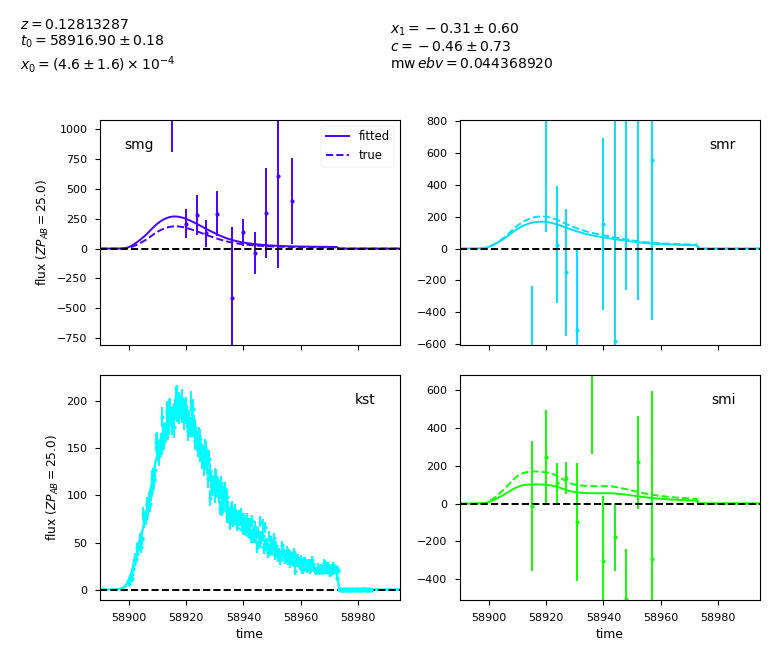 z = 0.12813287
t₀ = 58916.90 ± 0.18
x₀ = (4.6 ± 1.6) × 10⁻⁴
x₁ = −0.31 ± 0.60
c = −0.46 ± 0.73
mw ebv = 0.044368920
smg
fitted
true
1000
750
500
250
0
−250
−500
−750
flux (ZP_AB = 25.0)
smr
800
600
400
200
0
−200
−400
−600
kst
200
150
100
50
0
flux (ZP_AB = 25.0)
58900 58920 58940 58960 58980
time
smi
600
400
200
0
−200
−400
58900 58920 58940 58960 58980
time